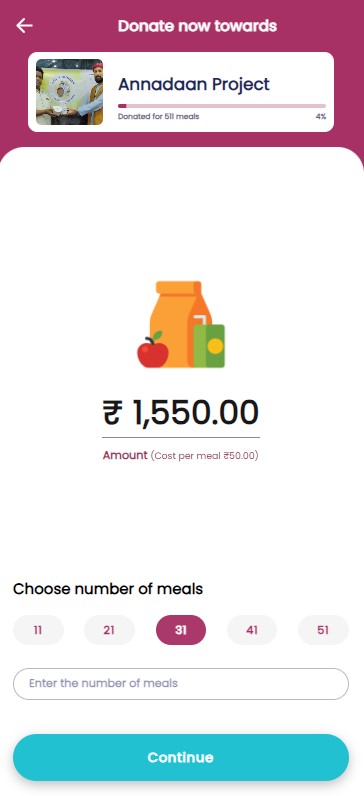 Donate now towards
Annadaan Project
Donated for 511 meals 4%
₹ 1,550.00
Amount (Cost per meal ₹50.00)
Choose number of meals
11 21 31 41 51
Enter the number of meals
Continue